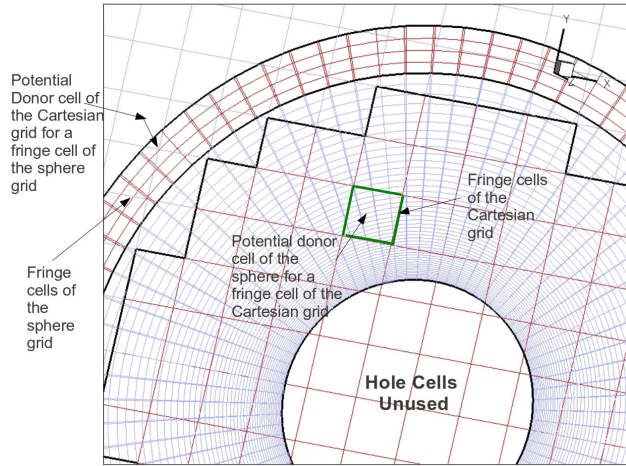 Potential
Donor cell of
the Cartesian
grid for a
fringe cell of
the sphere
grid
Fringe
cells of
the
sphere
grid
Y
X
Z
Fringe cells
of the
Cartesian
grid
Potential donor
cell of the
sphere for a
fringe cell of the
Cartesian grid
Hole Cells
Unused